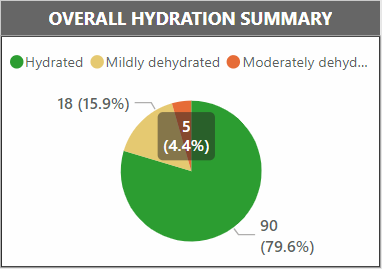 OVERALL HYDRATION SUMMARY
Hydrated Mildly dehydrated Moderately dehyd...
18 (15.9%)
5
(4.4%)
90
(79.6%)